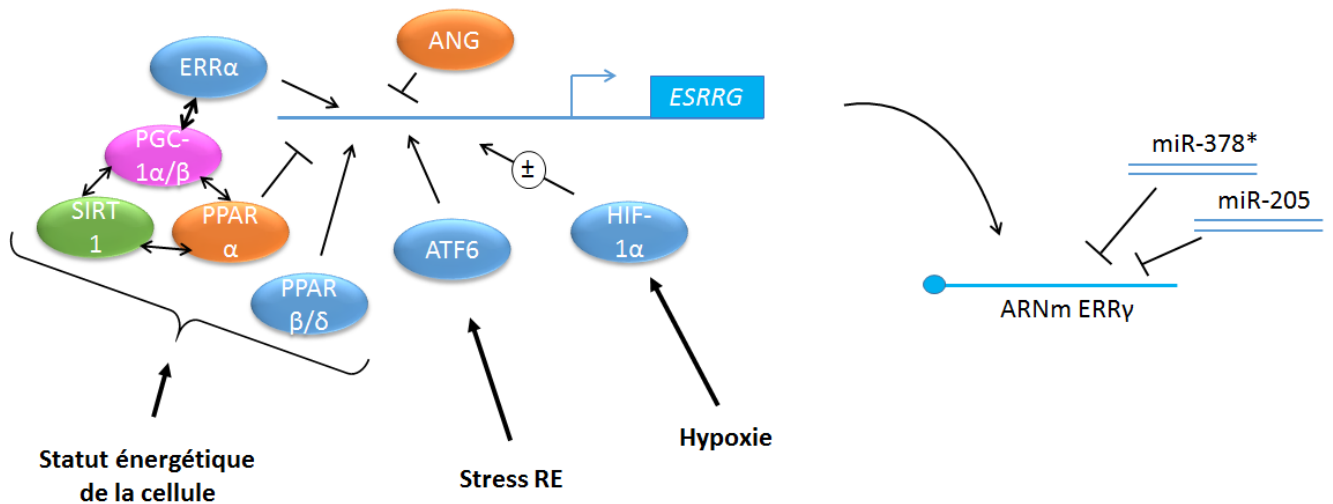 ANG
ERRα
ESRRG
PGC-
1α/β
SIRT
1
PPAR
α
PPAR
β/δ
ATF6
±
HIF-
1α
miR-378*
miR-205
ARNm ERRγ
Statut énergétique
de la cellule
Stress RE
Hypoxie